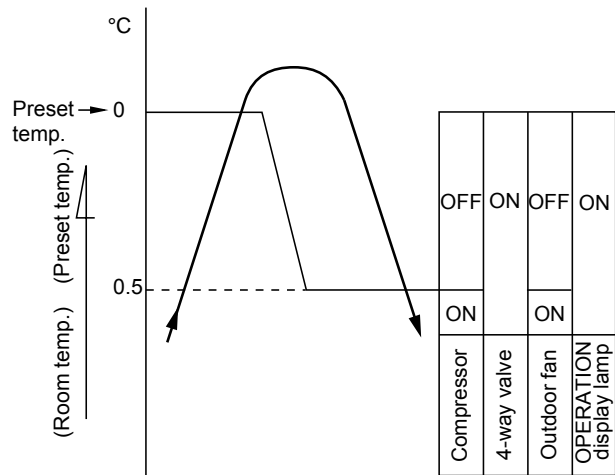 °C
Preset
temp.
0
(Preset temp.)
(Room temp.)
0.5
OFF
ON
OFF
ON
ON
ON
Compressor
4-way valve
Outdoor fan
OPERATION
display lamp